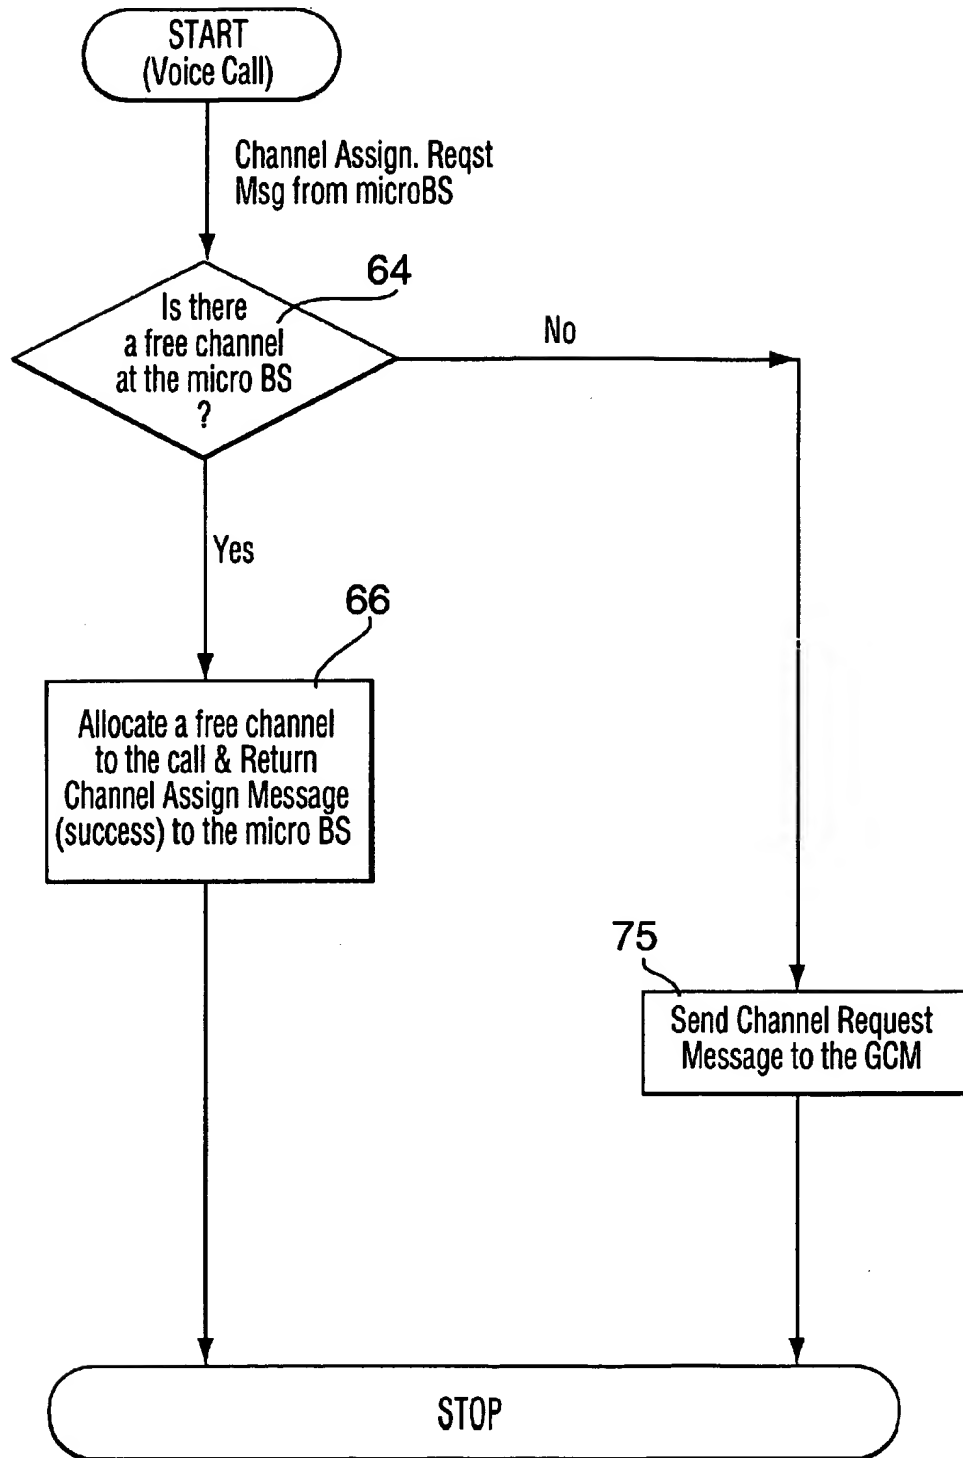 START
(Voice Call)
Channel Assign. Reqst
Msg from microBS
64
Is there
a free channel
at the micro BS
?
No
Yes
66
Allocate a free channel
to the call & Return
Channel Assign Message
(success) to the micro BS
75
Send Channel Request
Message to the GCM
STOP